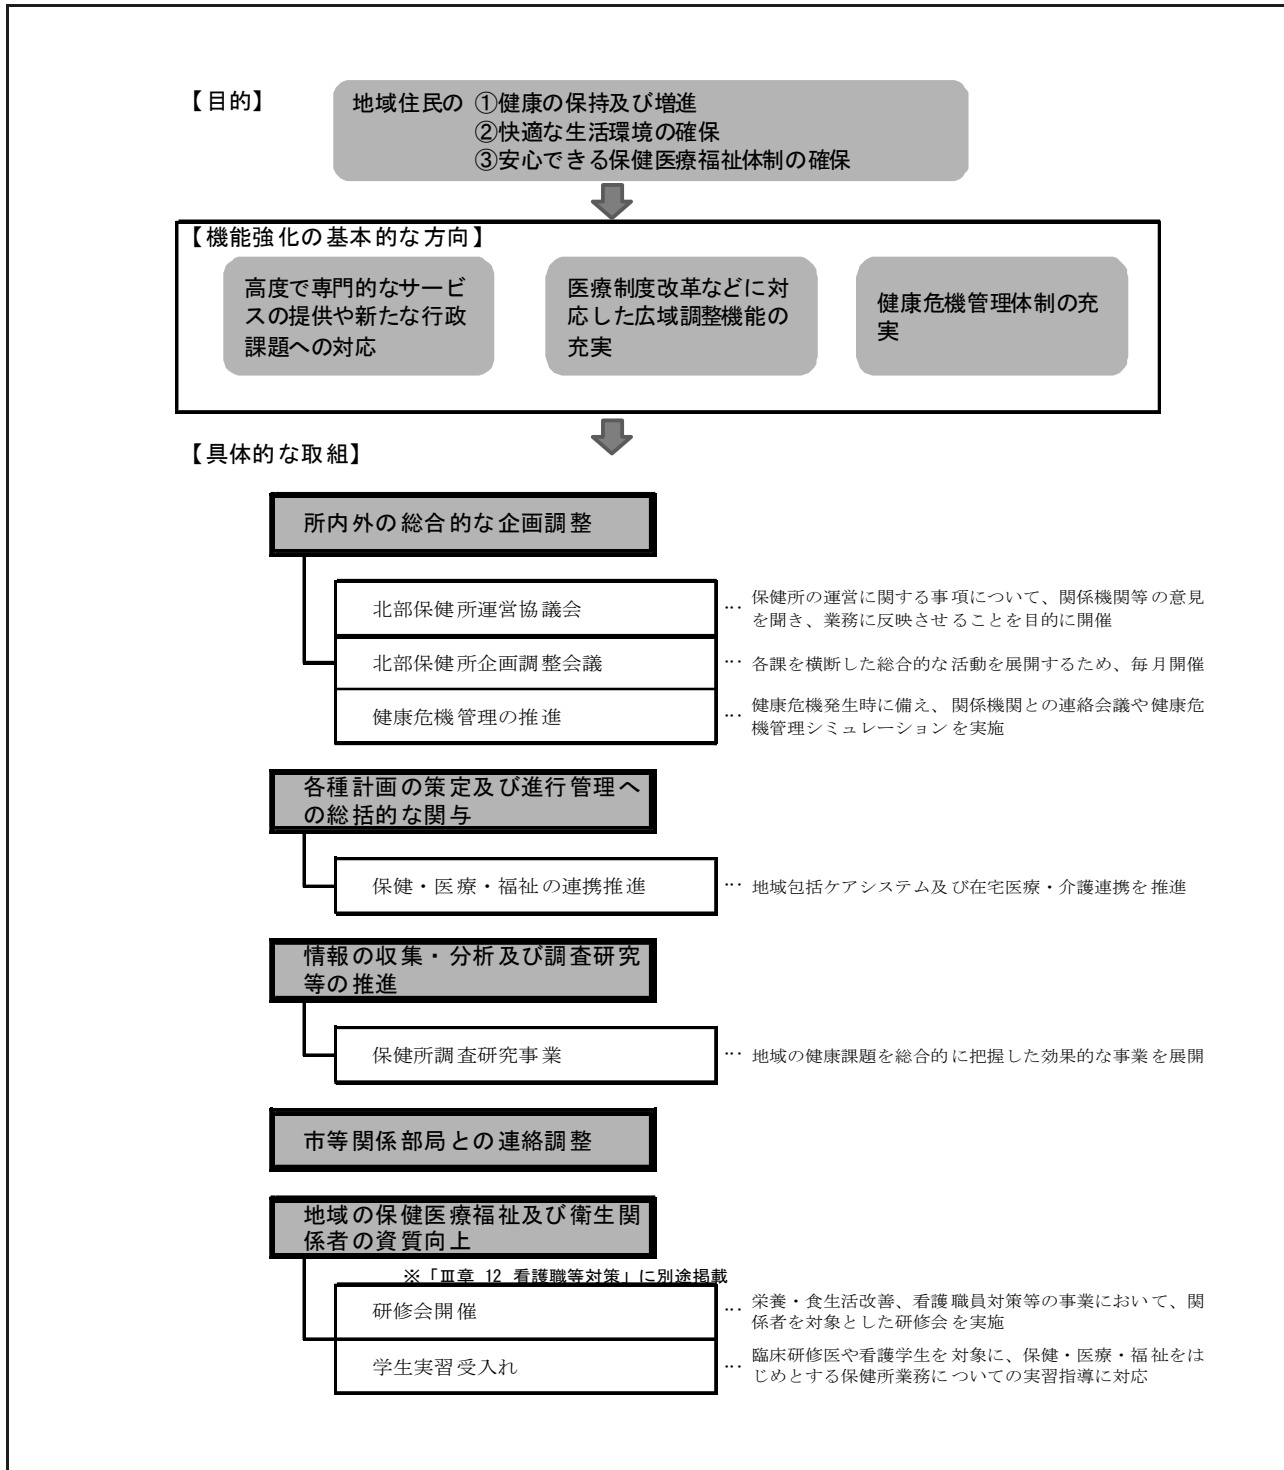 【目的】
地域住民の ①健康の保持及び増進
②快適な生活環境の確保
③安心できる保健医療福祉体制の確保
【機能強化の基本的な方向】
高度で専門的なサービ
スの提供や新たな行政
課題への対応
医療制度改革などに対
応した広域調整機能の
充実
健康危機管理体制の充
実
【具体的な取組】
所内外の総合的な企画調整
北部保健所運営協議会
… 保健所の運営に関する事項について、関係機関等の意見
を聞き、業務に反映させることを目的に開催
北部保健所企画調整会議
… 各課を横断した総合的な活動を展開するため、毎月開催
健康危機管理の推進
… 健康危機発生時に備え、関係機関との連絡会議や健康危
機管理シミュレーションを実施
各種計画の策定及び進行管理へ
の総括的な関与
保健・医療・福祉の連携推進
… 地域包括ケアシステム及び在宅医療・介護連携を推進
情報の収集・分析及び調査研究
等の推進
保健所調査研究事業
… 地域の健康課題を総合的に把握した効果的な事業を展開
市等関係部局との連絡調整
地域の保健医療福祉及び衛生関
係者の資質向上
※「Ⅲ章 12 看護職等対策」に別途掲載
研修会開催
… 栄養・食生活改善、看護職員対策等の事業において、関
係者を対象とした研修会を実施
学生実習受入れ
… 臨床研修医や看護学生を対象に、保健・医療・福祉をは
じめとする保健所業務についての実習指導に対応